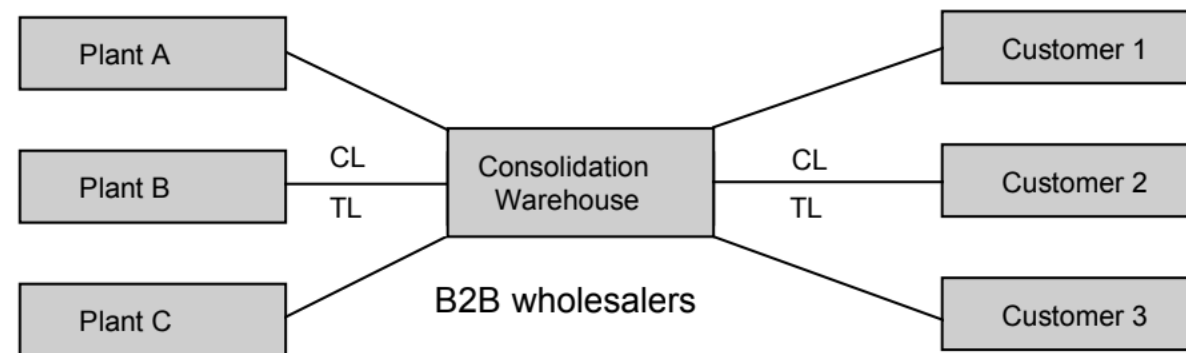 Plant A
Customer 1
Plant B
CL
TL
Consolidation
Warehouse
CL
TL
Customer 2
Plant C
B2B wholesalers
Customer 3